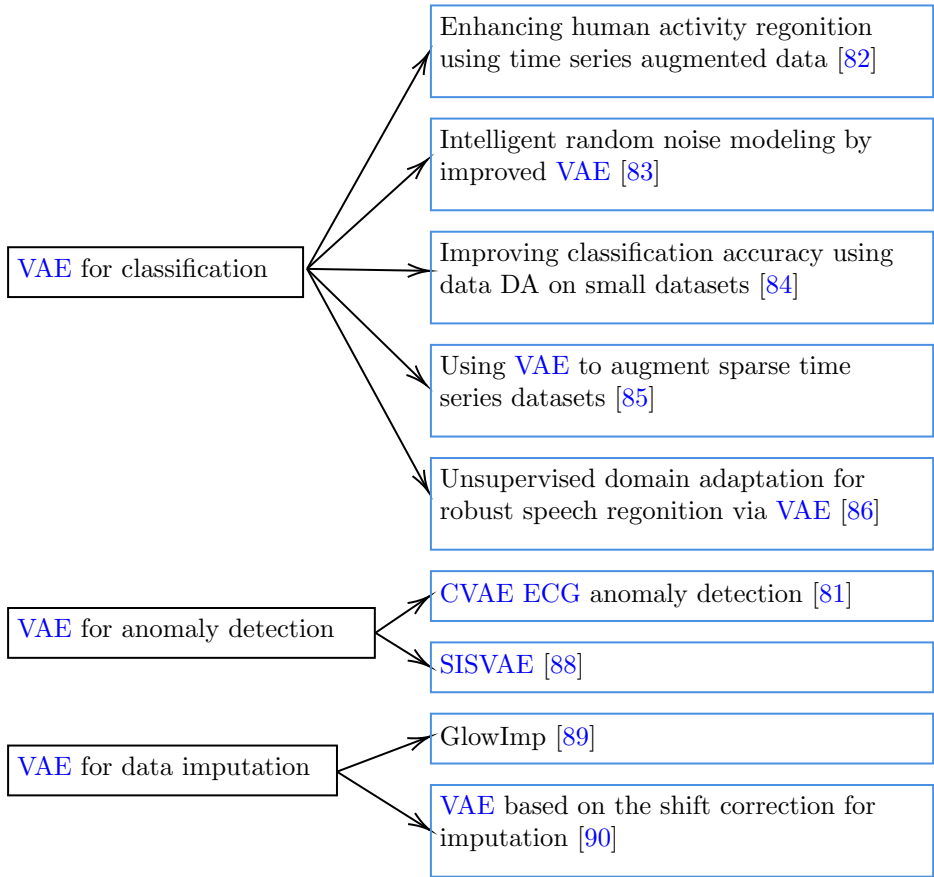 Enhancing human activity regonition
using time series augmented data [82]
Intelligent random noise modeling by
improved VAE [83]
VAE for classification
Improving classification accuracy using
data DA on small datasets [84]
Using VAE to augment sparse time
series datasets [85]
Unsupervised domain adaptation for
robust speech regonition via VAE [86]
VAE for anomaly detection
CVAE ECG anomaly detection [81]
SISVAE [88]
VAE for data imputation
GlowImp [89]
VAE based on the shift correction for
imputation [90]